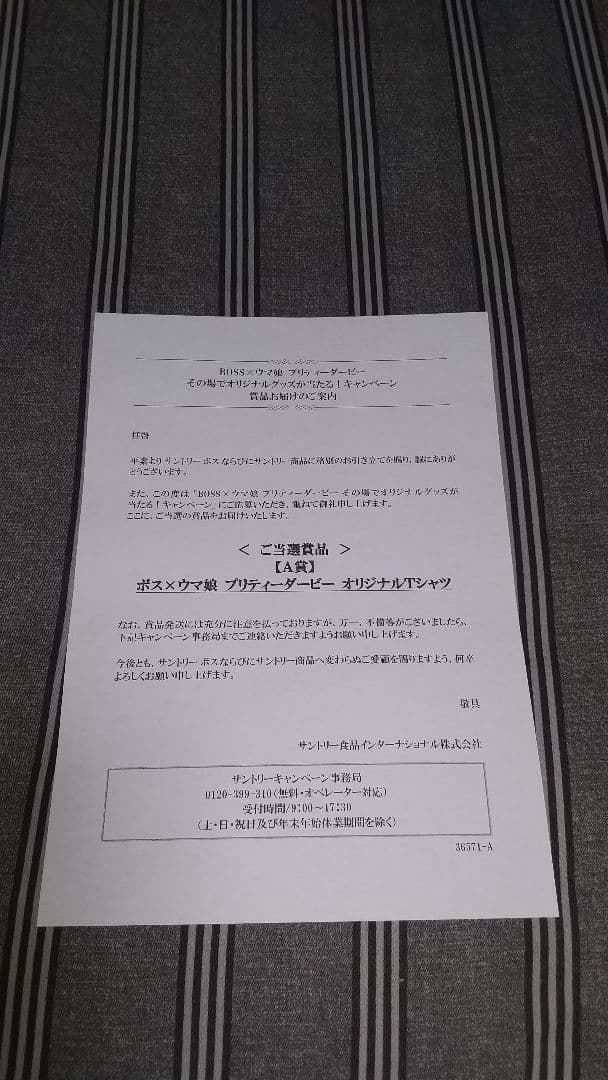 BOSS×ウマ娘 プリティーダービー
その場でオリジナルグッズが当たる！キャンペーン
賞品お届けのご案内
拝啓
平素よりサントリー ボスならびにサントリー商品に格別のお引き立てを賜り、誠にありが
とうございます。
また、この度は「BOSS×ウマ娘 プリティーダービー その場でオリジナルグッズが
当たる！キャンペーン」にご応募いただき、重ねて御礼申し上げます。
ここに、ご当選の賞品をお届けいたします。
＜ ご当選賞品 ＞
【A賞】
ボス×ウマ娘 プリティーダービー オリジナルTシャツ
なお、賞品発送には充分に注意を払っておりますが、万一、不備等がございましたら、
下記キャンペーン事務局までご連絡いただきますようお願い申し上げます。
今後とも、サントリー ボスならびにサントリー商品へ変わらぬご愛顧を賜りますよう、何卒
よろしくお願い申し上げます。
敬具
サントリー食品インターナショナル株式会社
サントリーキャンペーン事務局
0120-399-310（無料・オペレーター対応）
受付時間/9:00～17:30
（土・日・祝日及び年末年始休業期間を除く）
36571-A